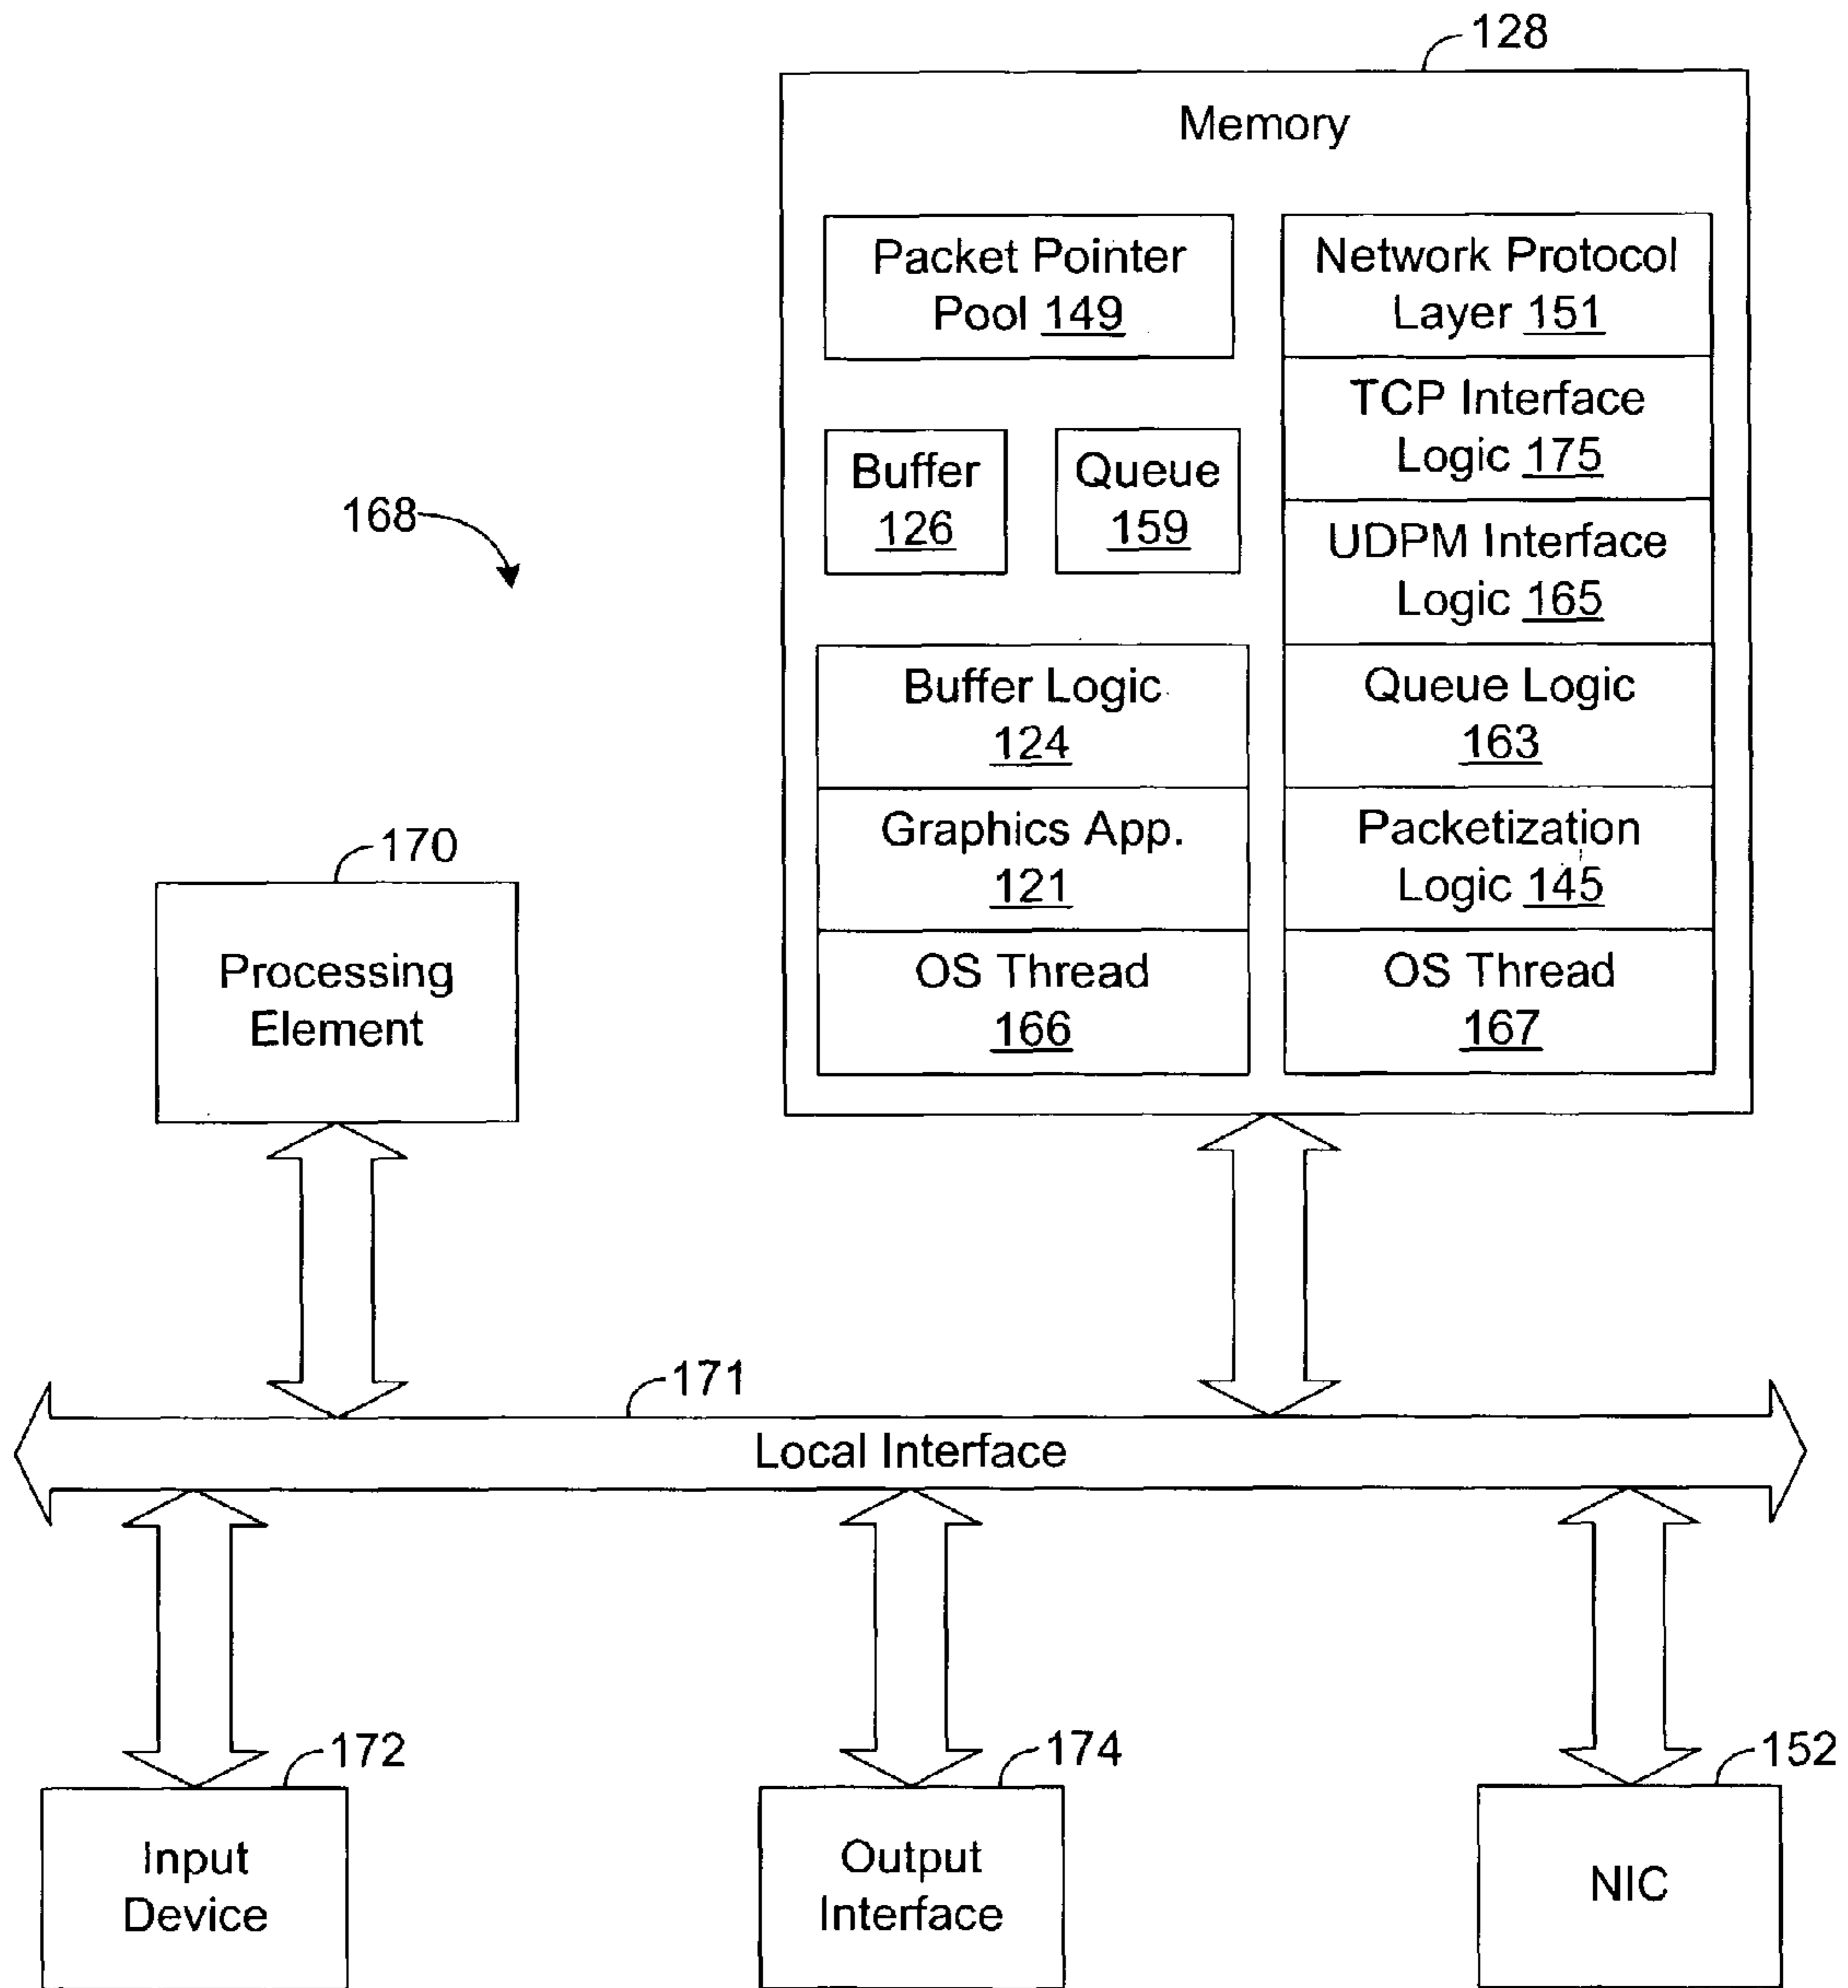 128
Memory
Packet Pointer
Pool 149
Network Protocol
Layer 151
TCP Interface
Logic 175
Buffer
126
Queue
159
168
UDPM Interface
Logic 165
Buffer Logic
124
Queue Logic
163
Graphics App.
121
Packetization
Logic 145
OS Thread
166
OS Thread
167
170
Processing
Element
171
Local Interface
172
Input
Device
174
Output
Interface
152
NIC